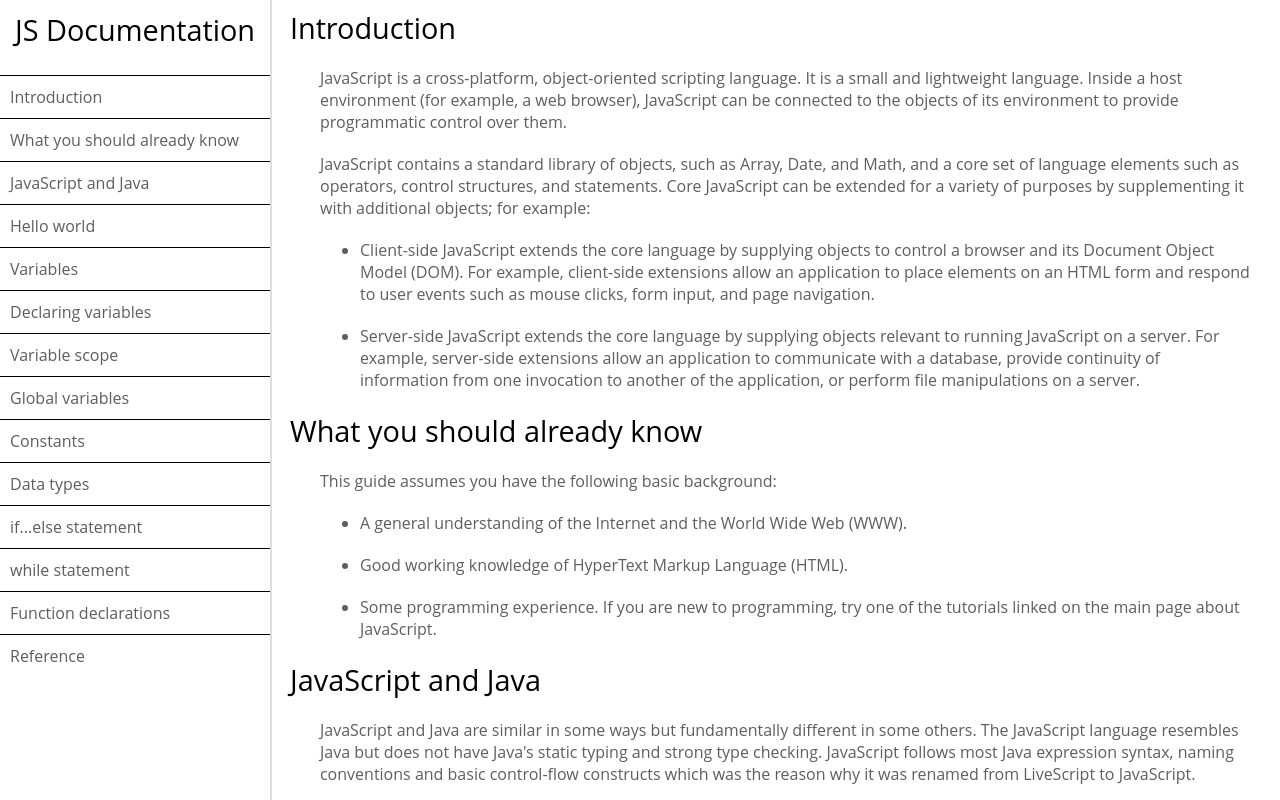 JS Documentation
Introduction
What you should already know
JavaScript and Java
Hello world
Variables
Declaring variables
Variable scope
Global variables
Constants
Data types
if...else statement
while statement
Function declarations
Reference
Introduction
JavaScript is a cross-platform, object-oriented scripting language. It is a small and lightweight language. Inside a host
environment (for example, a web browser), JavaScript can be connected to the objects of its environment to provide
programmatic control over them.
JavaScript contains a standard library of objects, such as Array, Date, and Math, and a core set of language elements such as
operators, control structures, and statements. Core JavaScript can be extended for a variety of purposes by supplementing it
with additional objects; for example:
• Client-side JavaScript extends the core language by supplying objects to control a browser and its Document Object
Model (DOM). For example, client-side extensions allow an application to place elements on an HTML form and respond
to user events such as mouse clicks, form input, and page navigation.
• Server-side JavaScript extends the core language by supplying objects relevant to running JavaScript on a server. For
example, server-side extensions allow an application to communicate with a database, provide continuity of
information from one invocation to another of the application, or perform file manipulations on a server.
What you should already know
This guide assumes you have the following basic background:
• A general understanding of the Internet and the World Wide Web (WWW).
• Good working knowledge of HyperText Markup Language (HTML).
• Some programming experience. If you are new to programming, try one of the tutorials linked on the main page about
JavaScript.
JavaScript and Java
JavaScript and Java are similar in some ways but fundamentally different in some others. The JavaScript language resembles
Java but does not have Java's static typing and strong type checking. JavaScript follows most Java expression syntax, naming
conventions and basic control-flow constructs which was the reason why it was renamed from LiveScript to JavaScript.